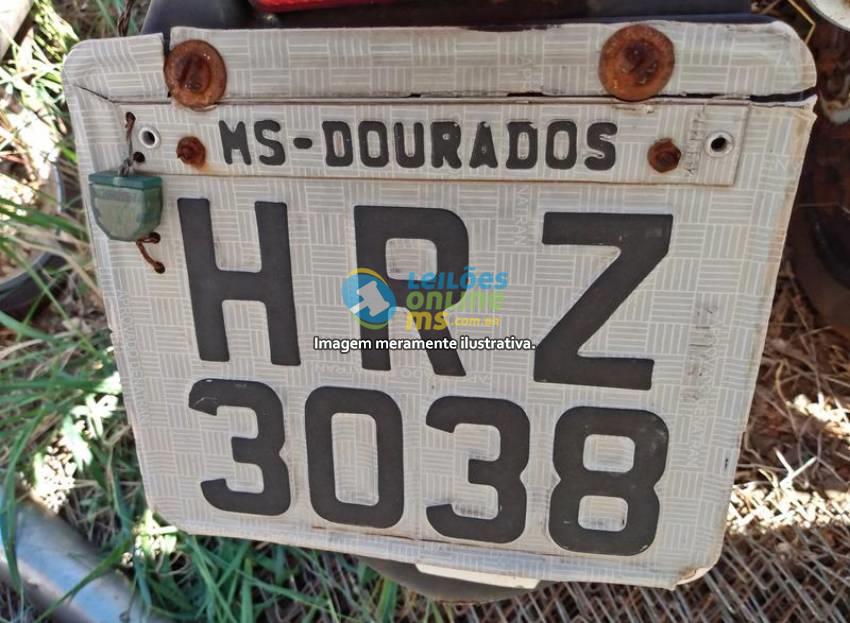 MS-DOURADOS
HRZ
LEILÕES
ONLINE
ms.com.br
Imagem meramente ilustrativa.
3038